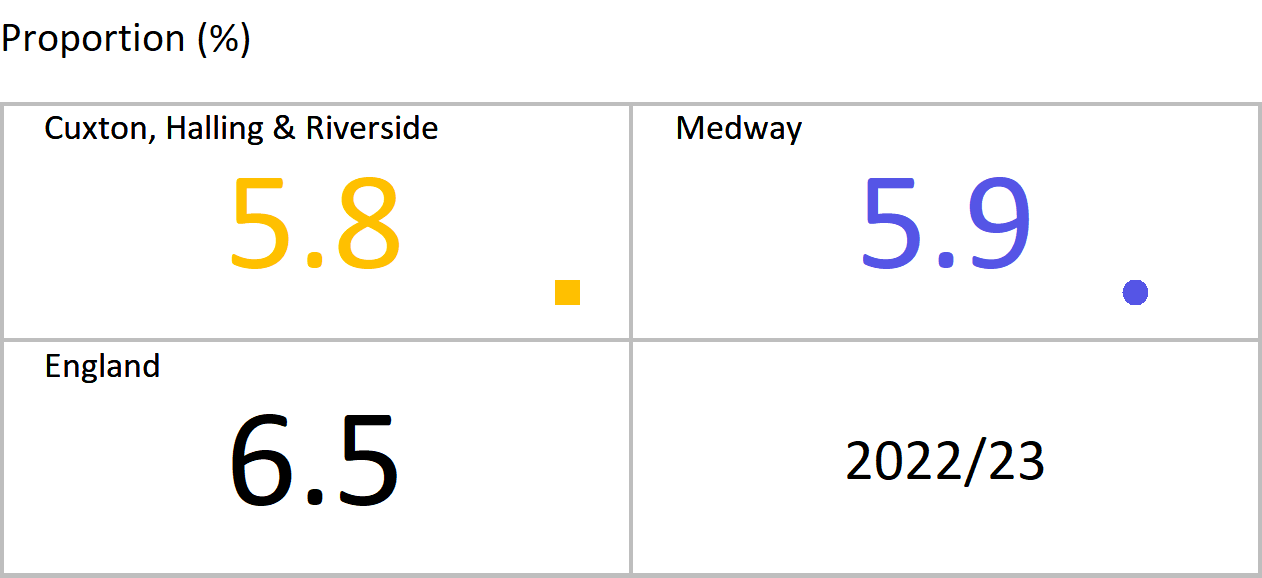 Proportion (%)
Cuxton, Halling & Riverside
5.8
Medway
5.9
England
6.5
2022/23